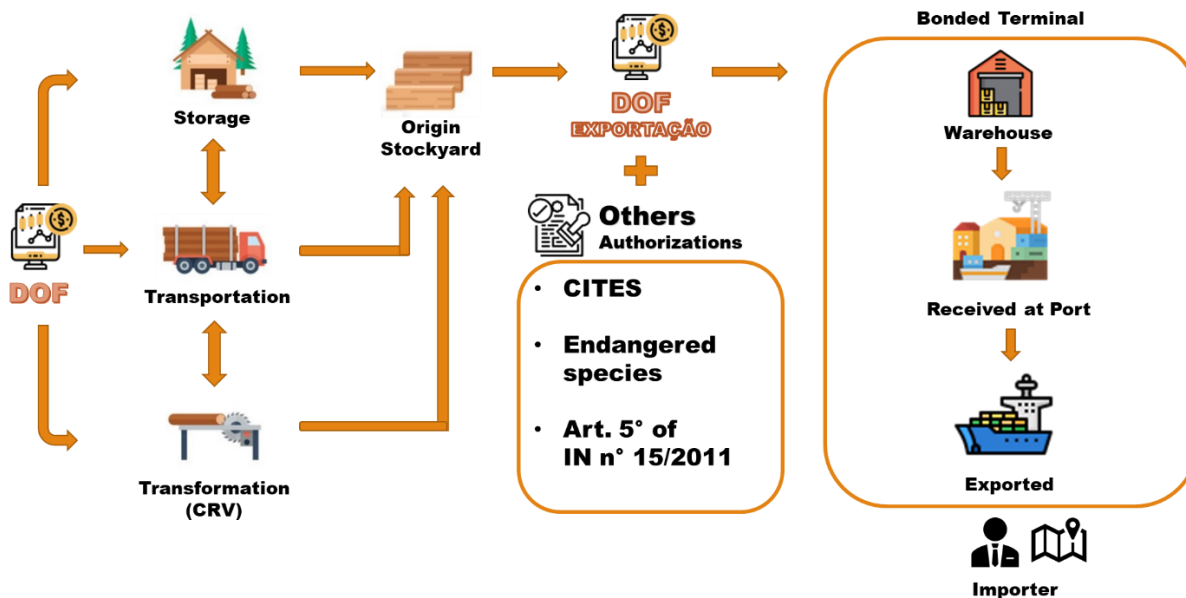 DOF
Storage
Transportation
Transformation
(CRV)
Origin
Stockyard
DOF
EXPORTAÇÃO
Others
Authorizations
• CITES
• Endangered
species
• Art. 5° of
IN n° 15/2011
Bonded Terminal
Warehouse
Received at Port
Exported
Importer